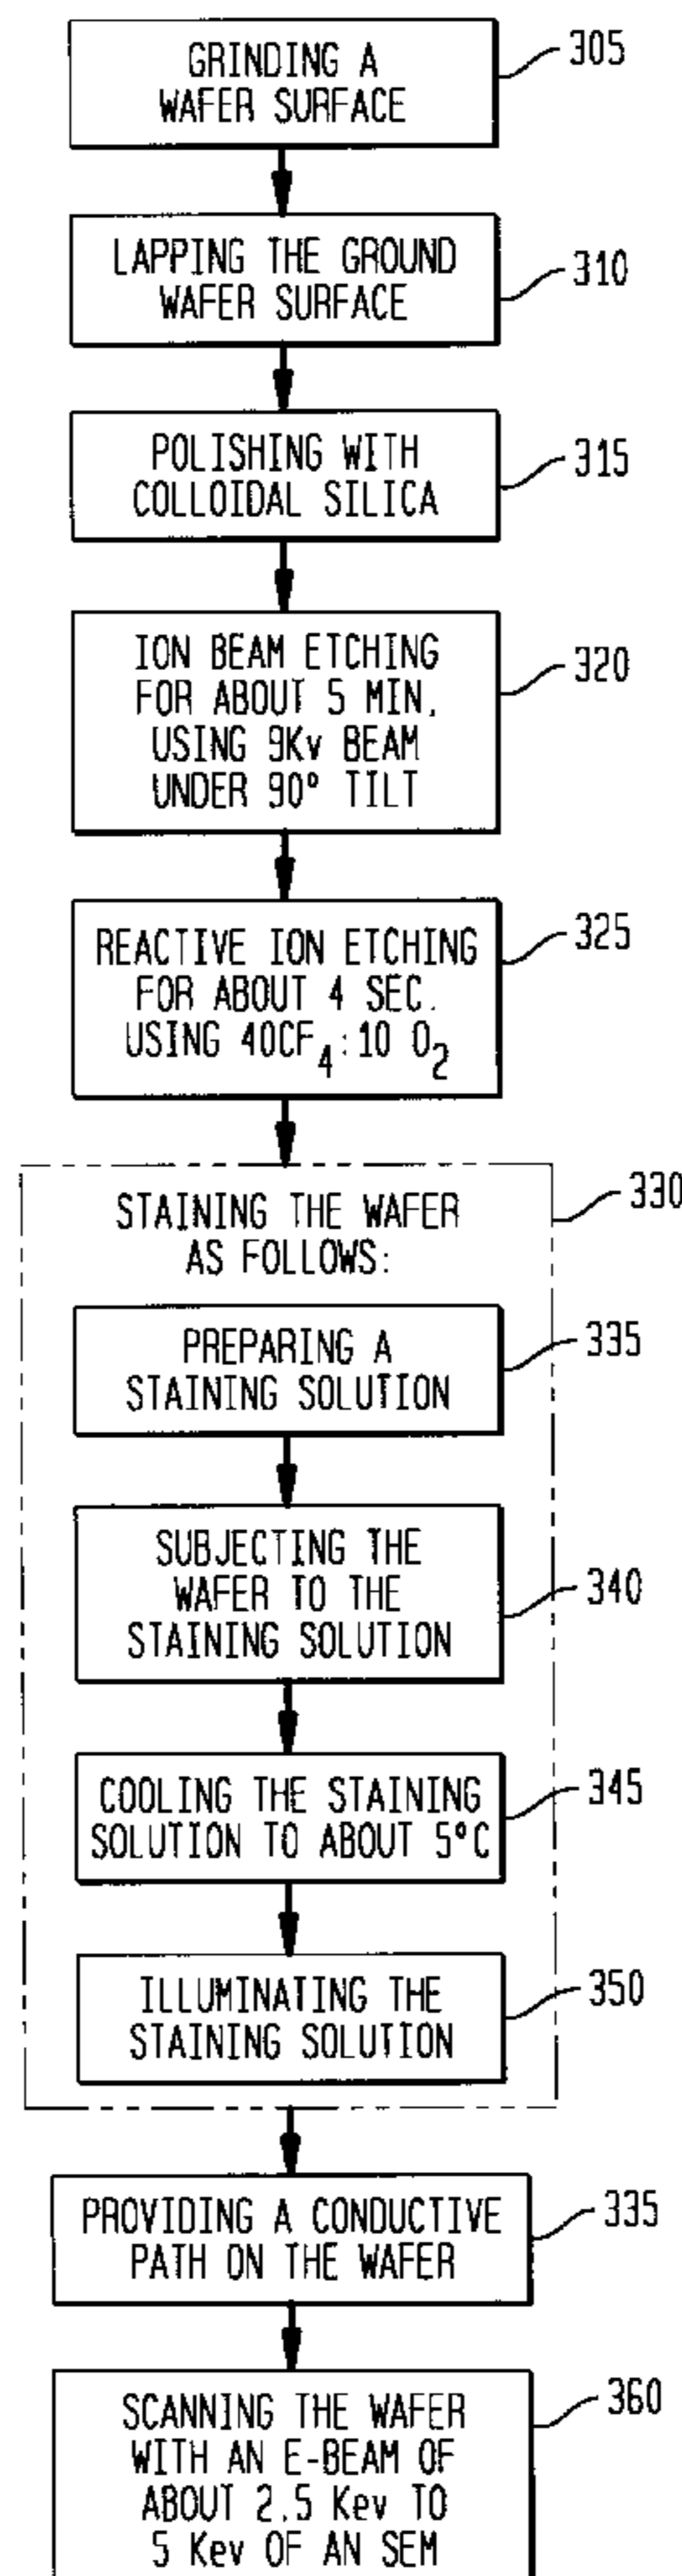 GRINDING A
WAFER SURFACE
305
LAPPING THE GROUND
WAFER SURFACE
310
POLISHING WITH
COLLOIDAL SILICA
315
ION BEAM ETCHING
FOR ABOUT 5 MIN.
USING 9Kv BEAM
UNDER 90° TILT
320
REACTIVE ION ETCHING
FOR ABOUT 4 SEC.
USING 40CF4:10 O2
325
STAINING THE WAFER
AS FOLLOWS:
330
PREPARING A
STAINING SOLUTION
335
SUBJECTING THE
WAFER TO THE
STAINING SOLUTION
340
COOLING THE STAINING
SOLUTION TO ABOUT 5°C
345
ILLUMINATING THE
STAINING SOLUTION
350
PROVIDING A CONDUCTIVE
PATH ON THE WAFER
335
SCANNING THE WAFER
WITH AN E-BEAM OF
ABOUT 2.5 Kev TO
5 Kev OF AN SEM
360